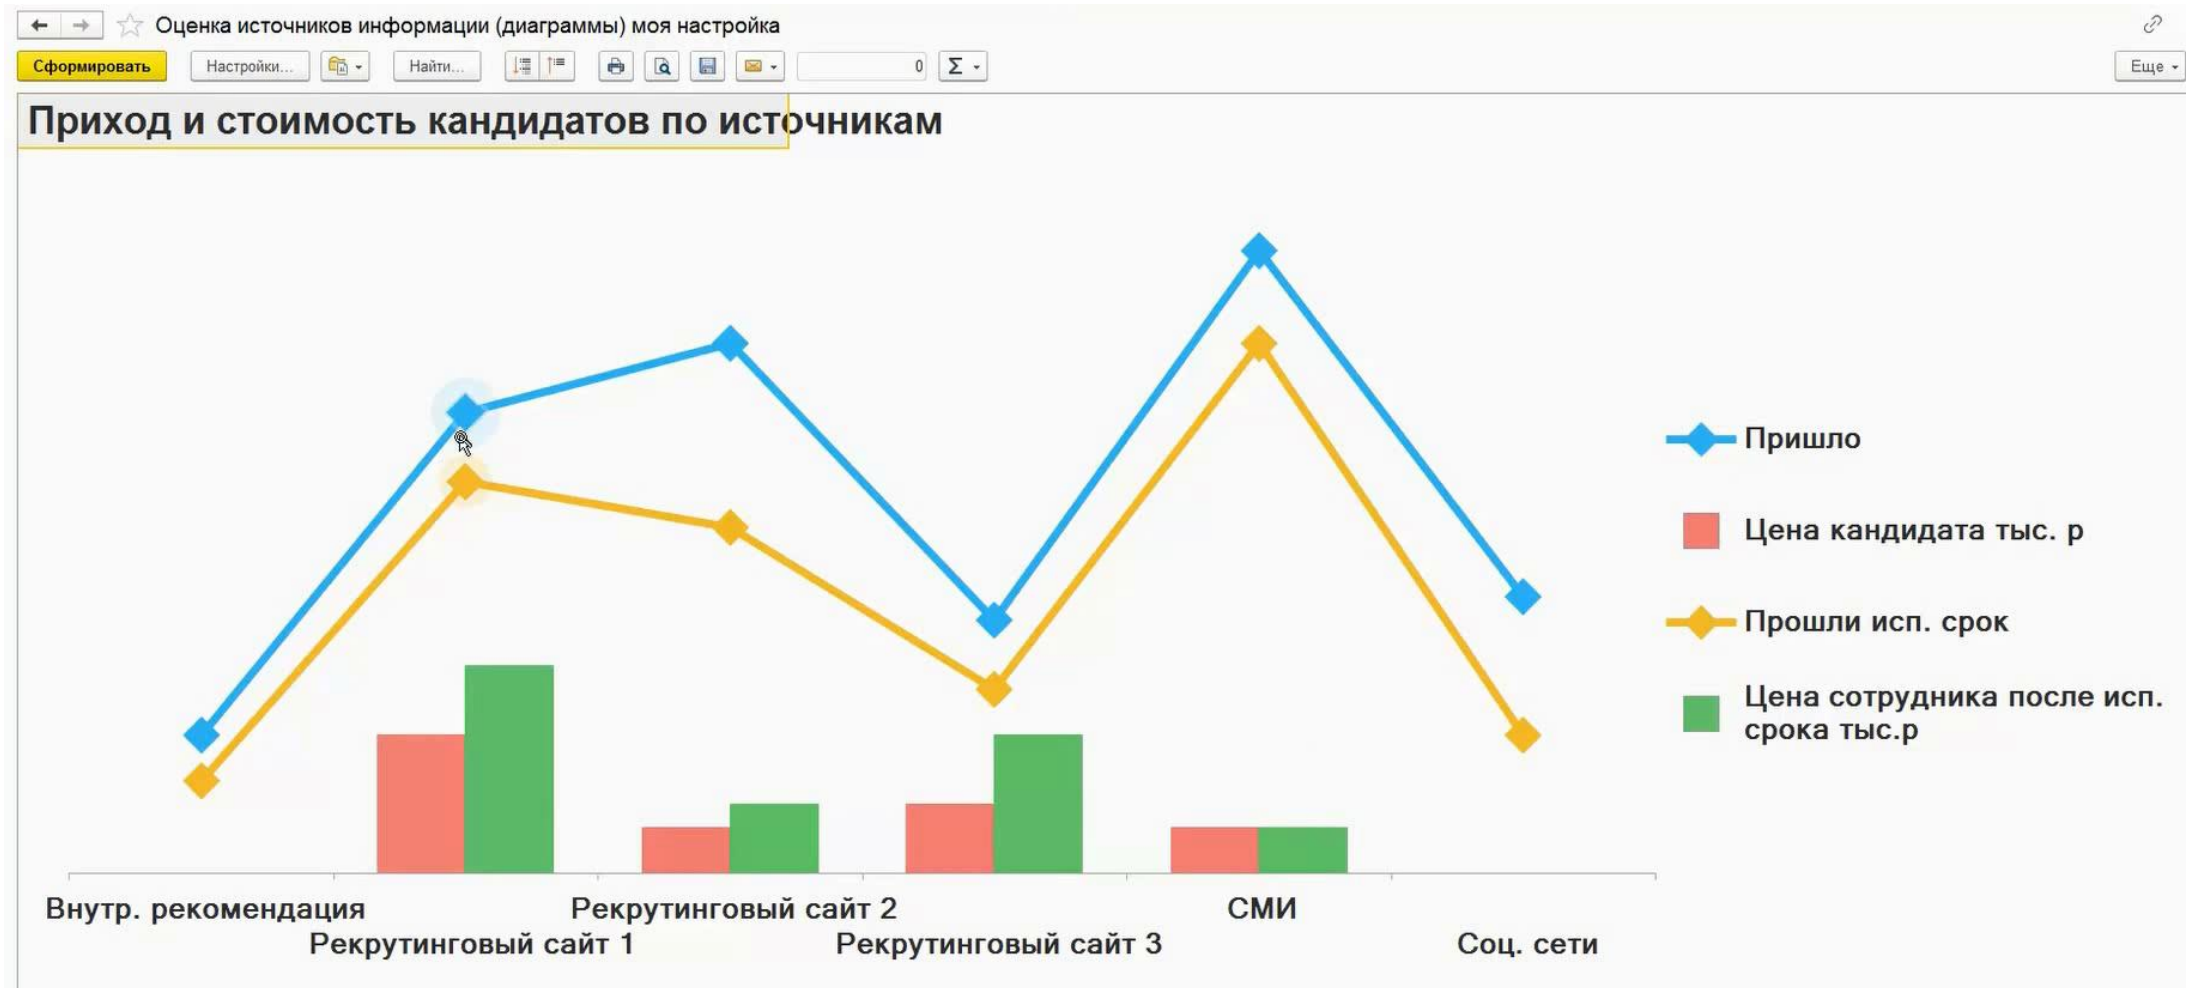 Оценка источников информации (диаграммы) моя настройка
Сформировать Настройки... Найти... 0 Σ Еще
Приход и стоимость кандидатов по источникам
Пришло
Цена кандидата тыс. р
Прошли исп. срок
Цена сотрудника после исп.
срока тыс.р
Внутр. рекомендация Рекрутинговый сайт 2 СМИ
Рекрутинговый сайт 1 Рекрутинговый сайт 3 Соц. сети